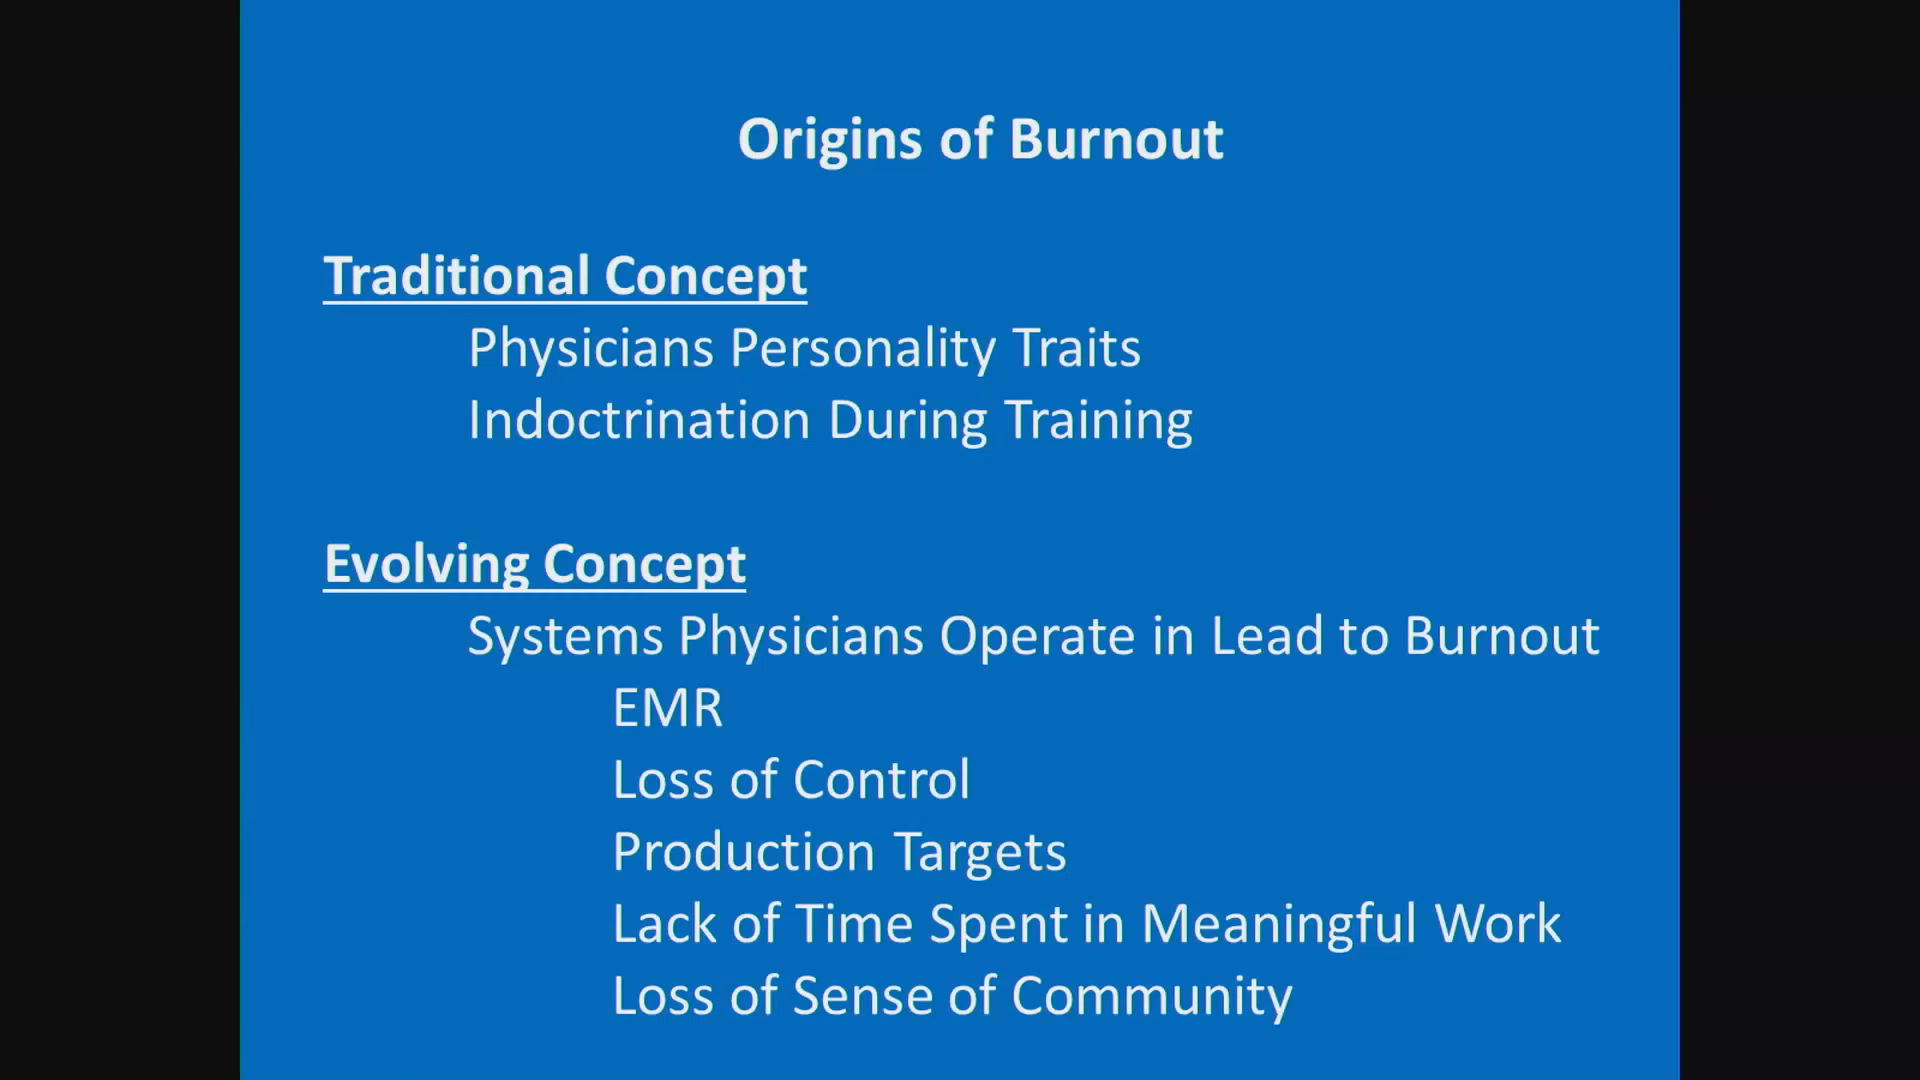 Origins of Burnout
Traditional Concept
Physicians Personality Traits
Indoctrination During Training
Evolving Concept
Systems Physicians Operate in Lead to Burnout
EMR
Loss of Control
Production Targets
Lack of Time Spent in Meaningful Work
Loss of Sense of Community